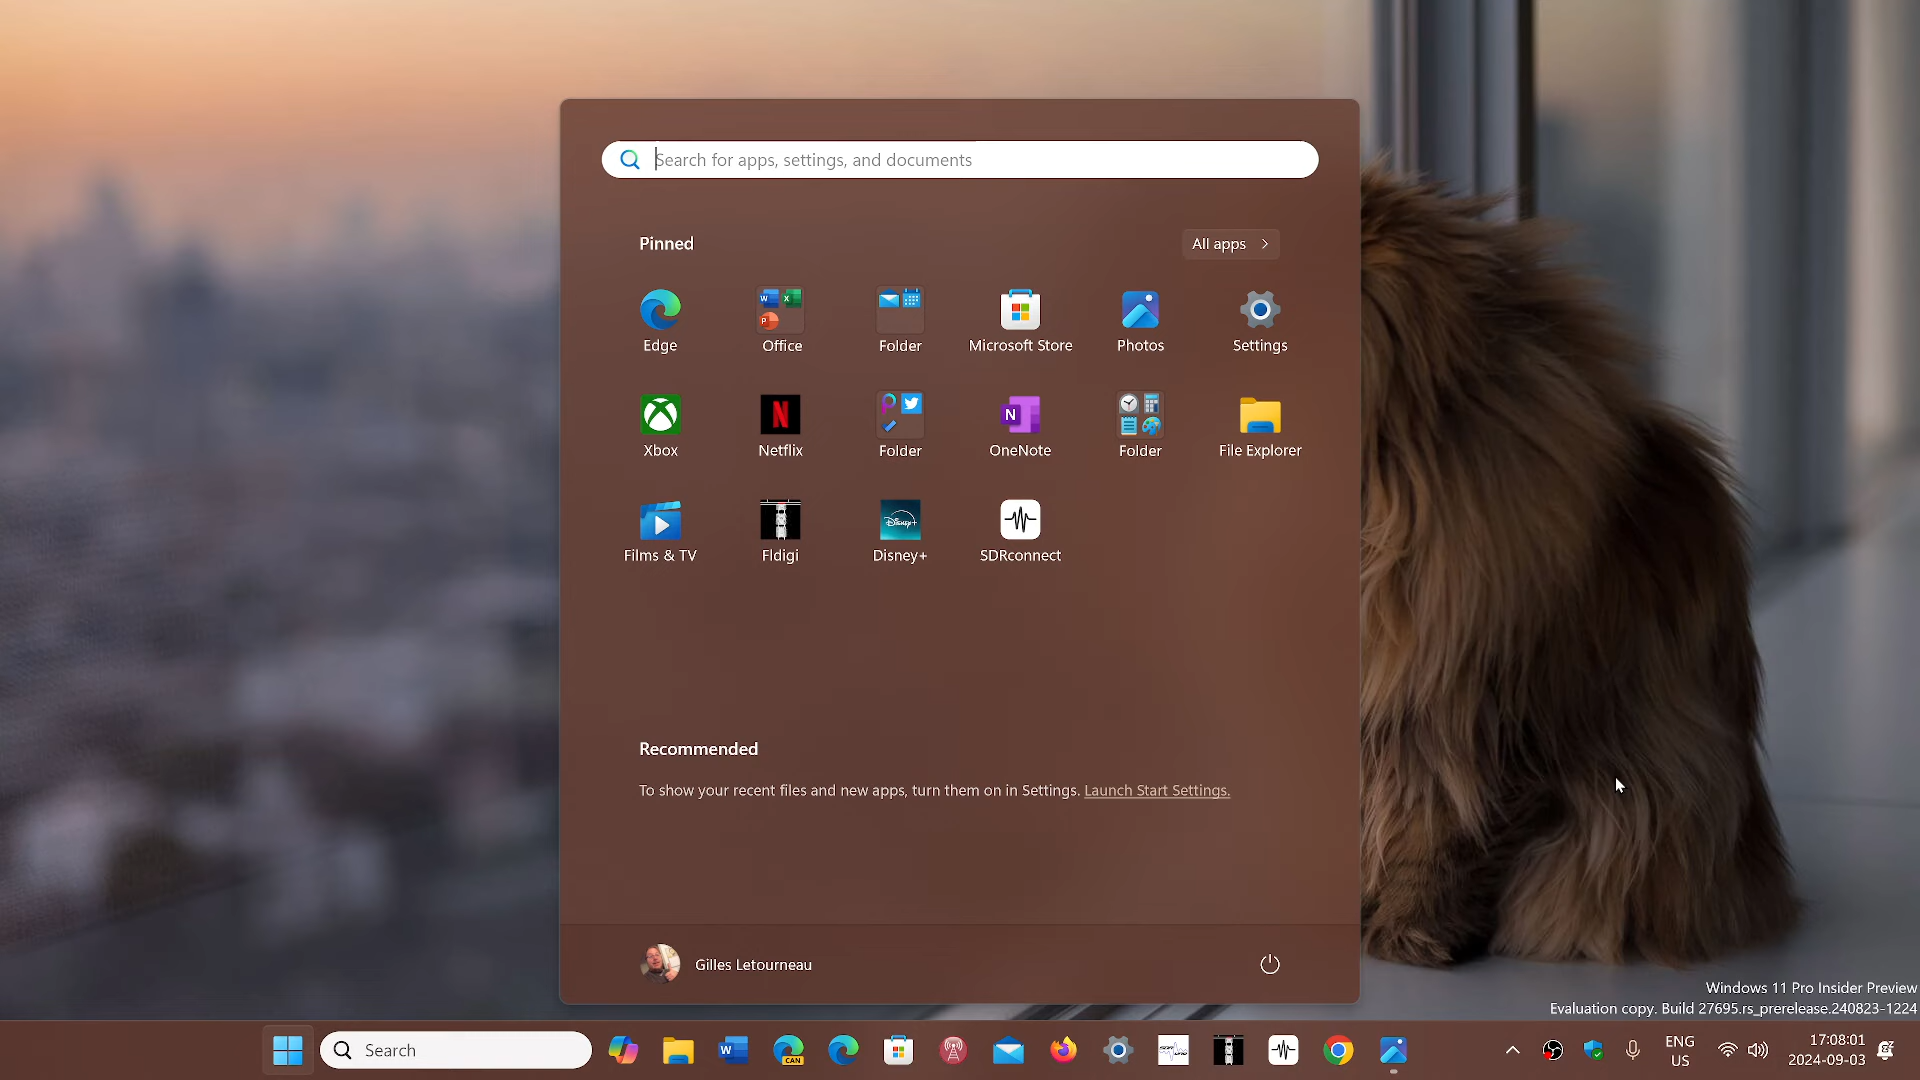 Search for apps, settings, and documents
Pinned
All apps
Edge
Office
Folder
Microsoft Store
Photos
Settings
Xbox
Netflix
Folder
OneNote
Folder
File Explorer
Films & TV
Fldigi
Disney+
SDRconnect
Recommended
To show your recent files and new apps, turn them on in Settings. Launch Start Settings.
Gilles Letourneau
Windows 11 Pro Insider Preview
Evaluation copy. Build 27695.rs_prerelease.240823-1224
Search
CAN
ENG
US
17:08:01
2024-09-03